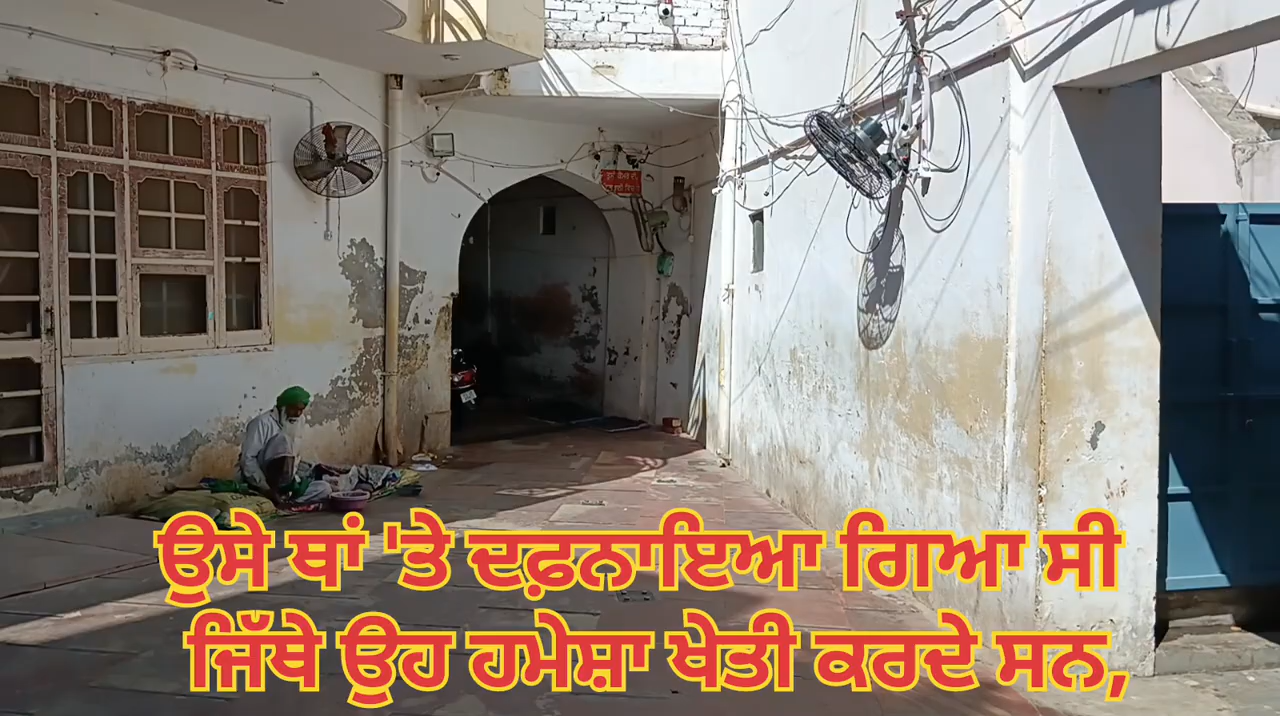 ਉਸੇ ਥਾਂ 'ਤੇ ਦਫ਼ਨਾਇਆ ਗਿਆ ਸੀ
ਜਿੱਥੇ ਉਹ ਹਮੇਸ਼ਾ ਖੇਤੀ ਕਰਦੇ ਸਨ,